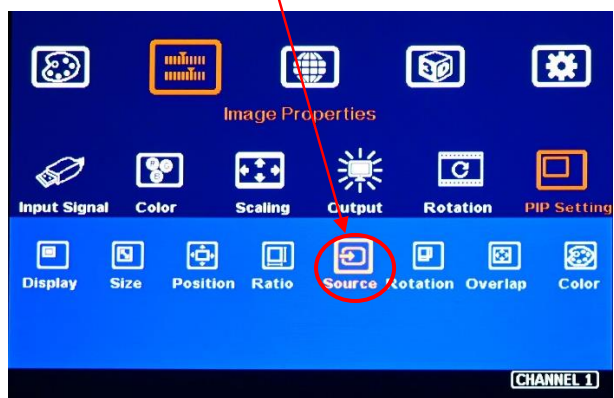 Image Properties
Input Signal Color Scaling Output Rotation PIP Setting
Display Size Position Ratio Source Rotation Overlap Color
CHANNEL 1